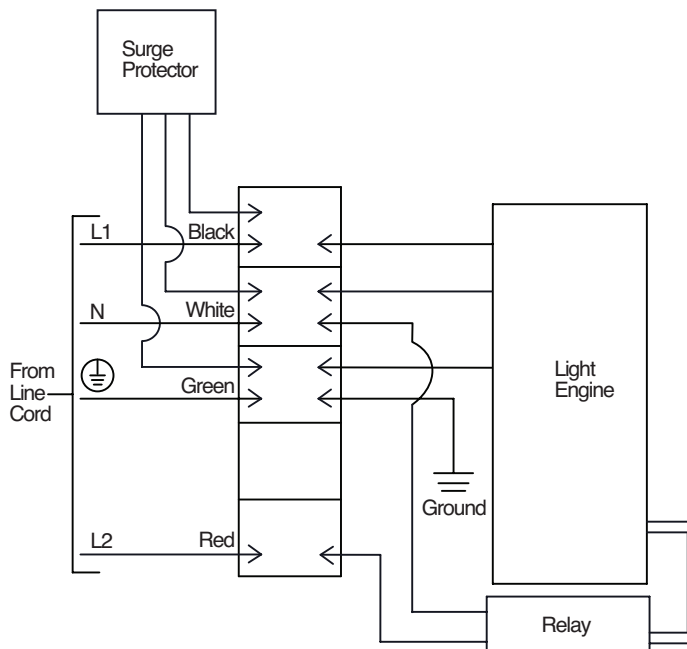 Surge
Protector
L1
Black
N
White
From
Line
Cord
Green
Light
Engine
Ground
L2
Red
Relay